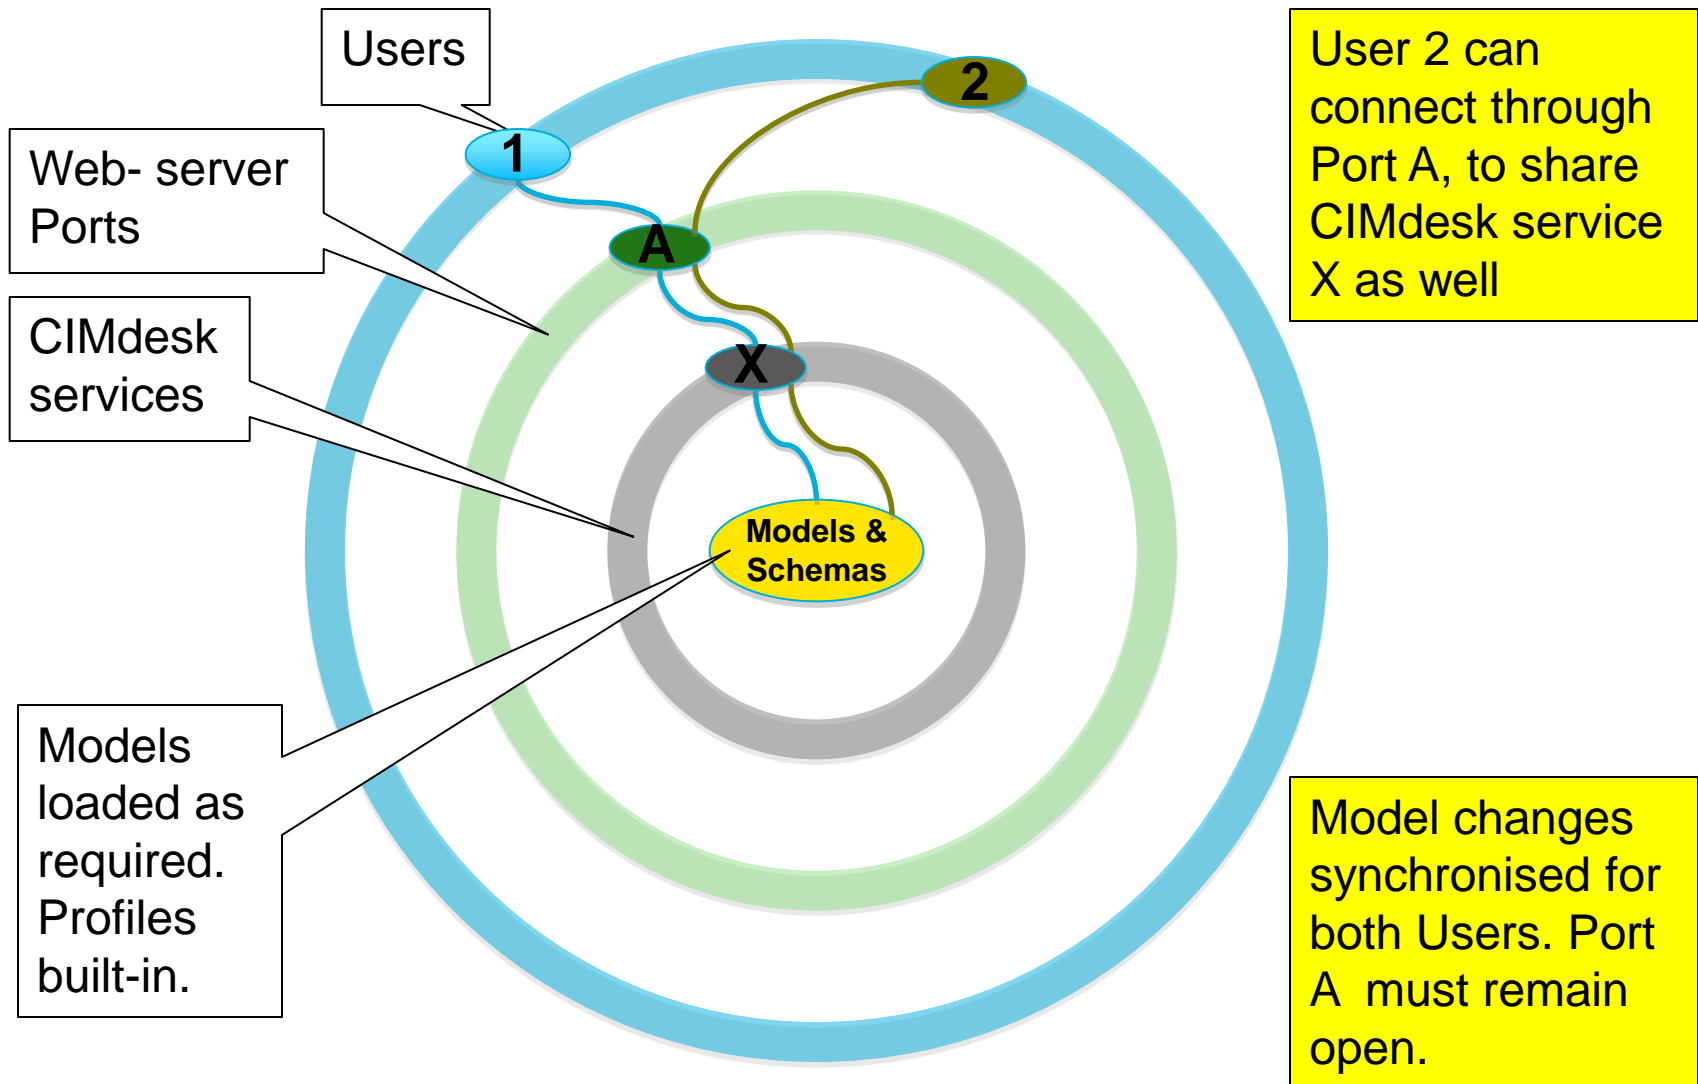 Users
1
2
Web- server
Ports
A
CIMdesk
services
X
Models &
Schemas
Models
loaded as
required.
Profiles
built-in.
User 2 can
connect through
Port A, to share
CIMdesk service
X as well
Model changes
synchronised for
both Users. Port
A  must remain
open.